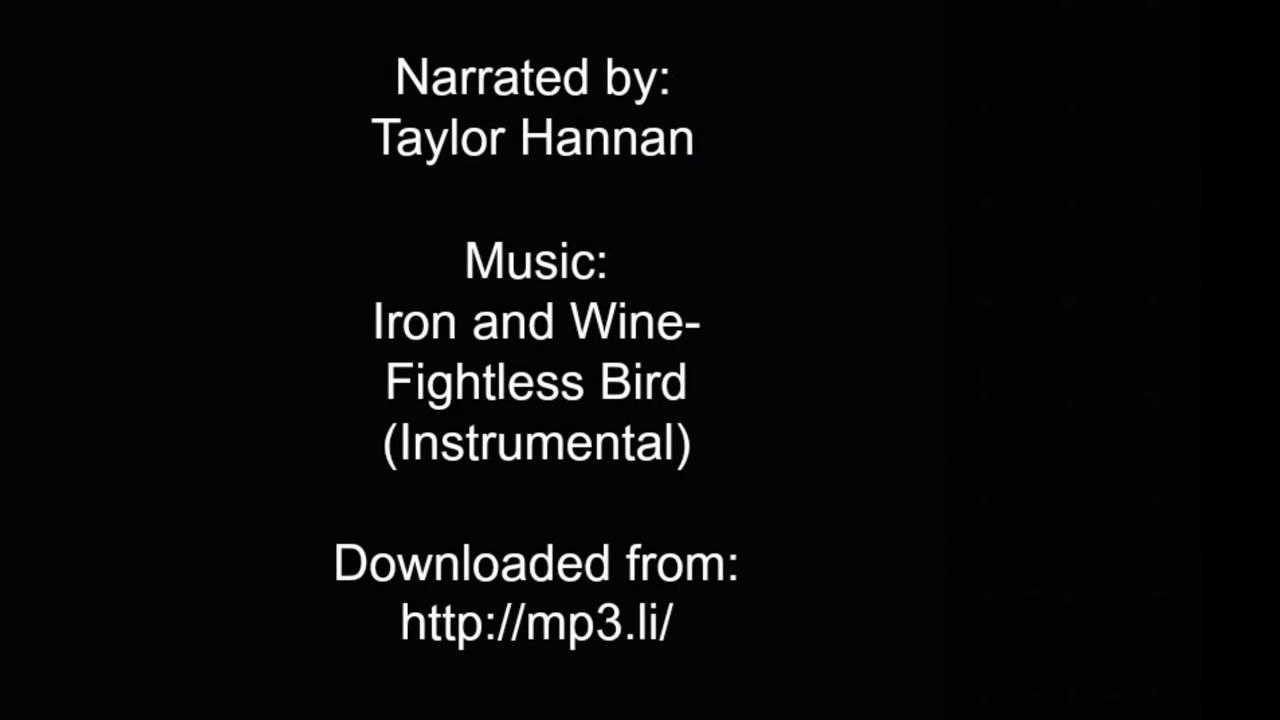 Narrated by:
Taylor Hannan
Music:
Iron and Wine-
Fightless Bird
(Instrumental)
Downloaded from:
http://mp3.li/